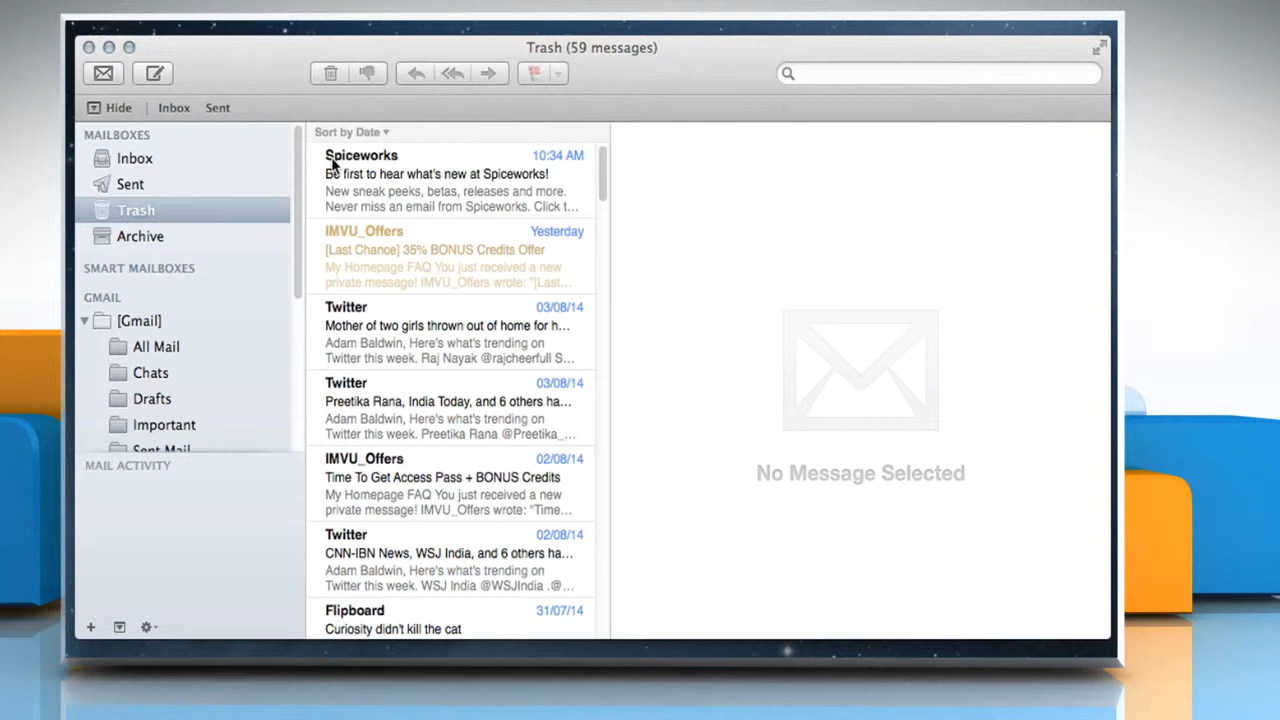 Trash (59 messages)
Hide Inbox Sent
MAILBOXES
Inbox
Sent
Trash
Archive
SMART MAILBOXES
GMAIL
[Gmail]
All Mail
Chats
Drafts
Important
Sent Mail
MAIL ACTIVITY
Sort by Date
Spiceworks 10:34 AM
Be first to hear what's new at Spiceworks!
New sneak peeks, betas, releases and more.
Never miss an email from Spiceworks. Click t...
IMVU_Offers Yesterday
[Last Chance] 35% BONUS Credits Offer
My Homepage FAQ You just received a new
private message! IMVU_Offers wrote: "[Last...
Twitter 03/08/14
Mother of two girls thrown out of home for h...
Adam Baldwin, Here's what's trending on
Twitter this week. Raj Nayak @rajcheerfull S...
Twitter 03/08/14
Preetika Rana, India Today, and 6 others ha...
Adam Baldwin, Here's what's trending on
Twitter this week. Preetika Rana @Preetika_...
IMVU_Offers 02/08/14
Time To Get Access Pass + BONUS Credits
My Homepage FAQ You just received a new
private message! IMVU_Offers wrote: "Time...
Twitter 02/08/14
CNN-IBN News, WSJ India, and 6 others ha...
Adam Baldwin, Here's what's trending on
Twitter this week. WSJ India @WSJIndia .@...
Flipboard 31/07/14
Curiosity didn't kill the cat
No Message Selected